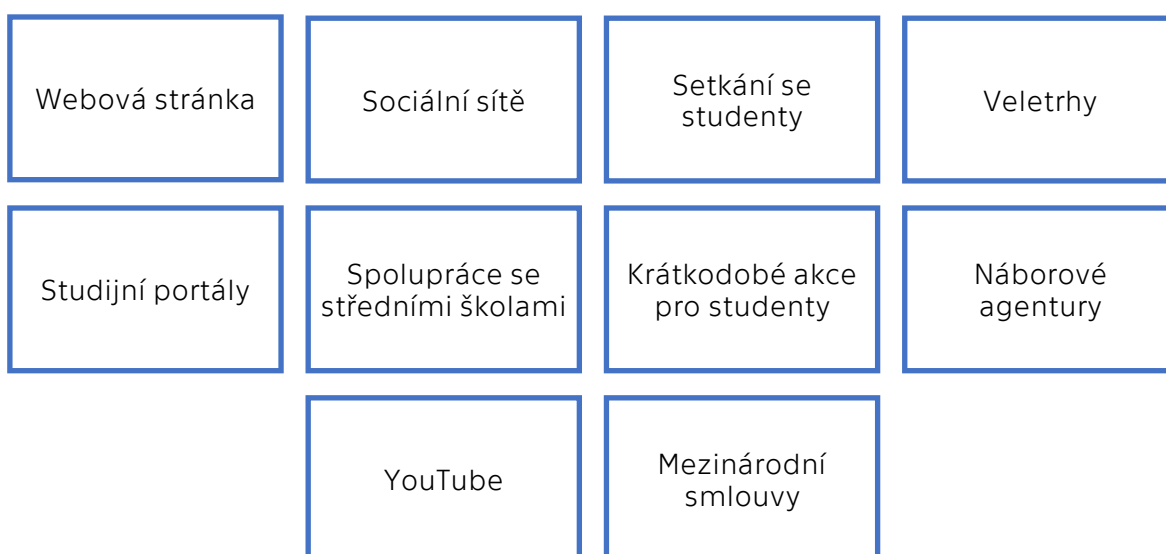 Webová stránka
Sociální sítě
Setkání se
studenty
Veletrhy
Studijní portály
Spolupráce se
středními školami
Krátkodobé akce
pro studenty
Náborové
agentury
YouTube
Mezinárodní
smlouvy